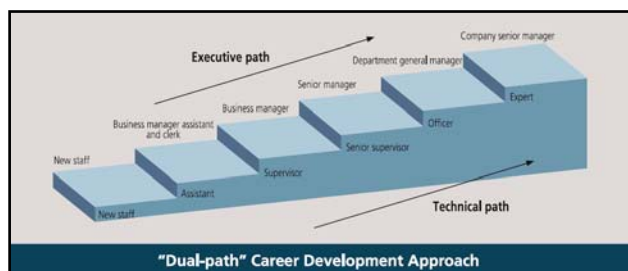 Company senior manager
Executive path
Department general manager
Senior manager
Business manager
Expert
Business manager assistant
and clerk
Officer
New staff
Senior supervisor
Supervisor
Assistant
Technical path
New staff
"Dual-path" Career Development Approach